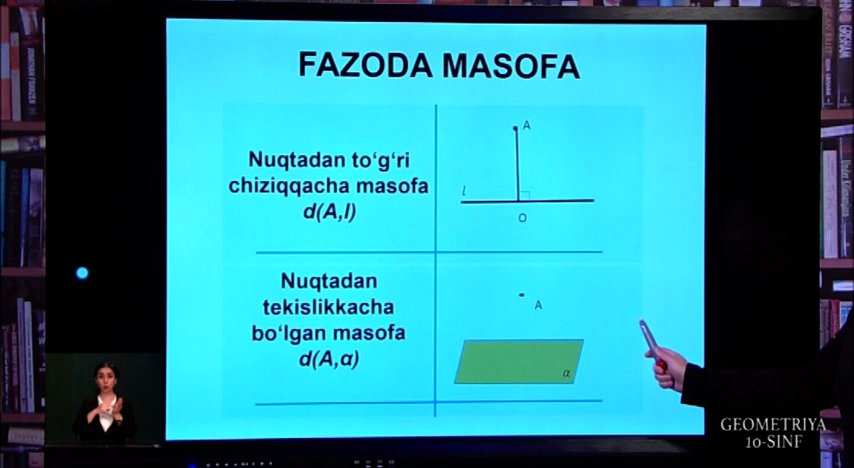 FAZODA MASOFA
Nuqtadan to‘g‘ri
chiziqqacha masofa
d(A,l)
A
l
O
Nuqtadan
tekislikkacha
bo‘lgan masofa
d(A,α)
A
α
GEOMETRIYA
10-SINF